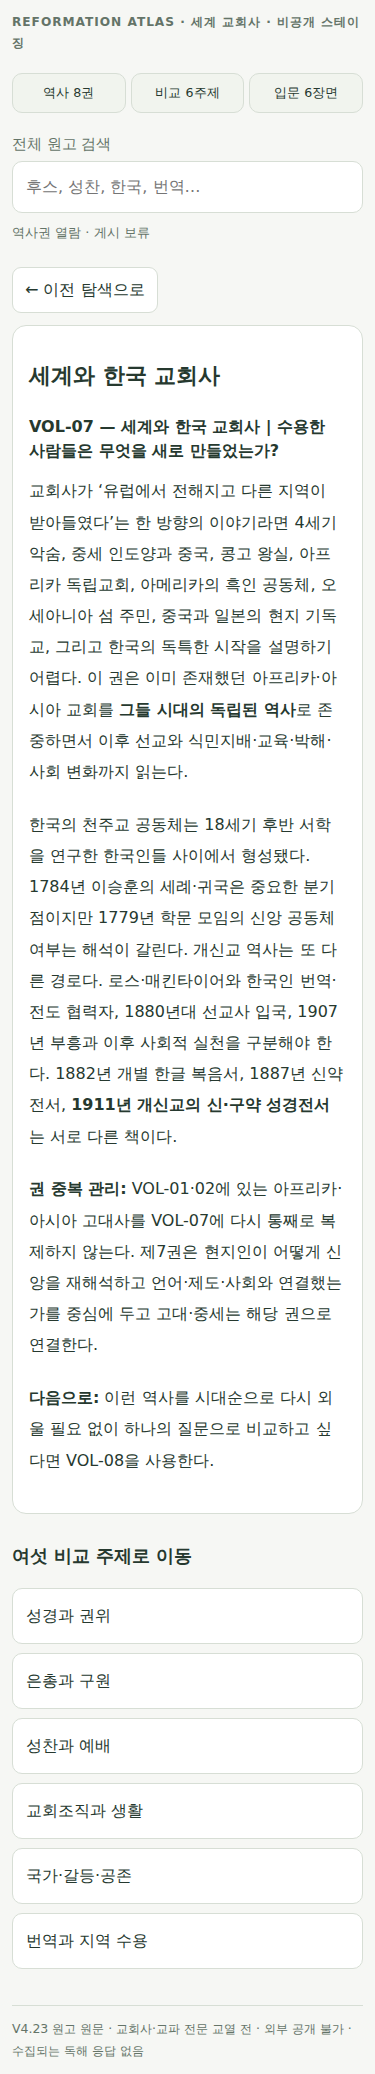 REFORMATION ATLAS · 세계 교회사 · 비공개 스테이
징
역사 8권
비교 6주제
입문 6장면
전체 원고 검색
후스, 성찬, 한국, 번역...
역사권 열람 · 게시 보류
← 이전 탐색으로
세계와 한국 교회사
VOL-07 — 세계와 한국 교회사 | 수용한
사람들은 무엇을 새로 만들었는가?
교회사가 ‘유럽에서 전해지고 다른 지역이
받아들였다’는 한 방향의 이야기라면 4세기
악숨, 중세 인도양과 중국, 콩고 왕실, 아프
리카 독립교회, 아메리카의 흑인 공동체, 오
세아니아 섬 주민, 중국과 일본의 현지 기독
교, 그리고 한국의 독특한 시작을 설명하기
어렵다. 이 권은 이미 존재했던 아프리카·아
시아 교회를 그들 시대의 독립된 역사로 존
중하면서 이후 선교와 식민지배·교육·박해·
사회 변화까지 읽는다.
한국의 천주교 공동체는 18세기 후반 서학
을 연구한 한국인들 사이에서 형성됐다.
1784년 이승훈의 세례·귀국은 중요한 분기
점이지만 1779년 학문 모임의 신앙 공동체
여부는 해석이 갈린다. 개신교 역사는 또 다
른 경로다. 로스·매킨타이어와 한국인 번역·
전도 협력자, 1880년대 선교사 입국, 1907
년 부흥과 이후 사회적 실천을 구분해야 한
다. 1882년 개별 한글 복음서, 1887년 신약
전서, 1911년 개신교의 신·구약 성경전서
는 서로 다른 책이다.
권 중복 관리: VOL-01·02에 있는 아프리카·
아시아 고대사를 VOL-07에 다시 통째로 복
제하지 않는다. 제7권은 현지인이 어떻게 신
앙을 재해석하고 언어·제도·사회와 연결했는
가를 중심에 두고 고대·중세는 해당 권으로
연결한다.
다음으로: 이런 역사를 시대순으로 다시 외
울 필요 없이 하나의 질문으로 비교하고 싶
다면 VOL-08을 사용한다.
여섯 비교 주제로 이동
성경과 권위
은총과 구원
성찬과 예배
교회조직과 생활
국가·갈등·공존
번역과 지역 수용
V4.23 원고 원문 · 교회사·교파 전문 교열 전 · 외부 공개 불가 ·
수집되는 독해 응답 없음